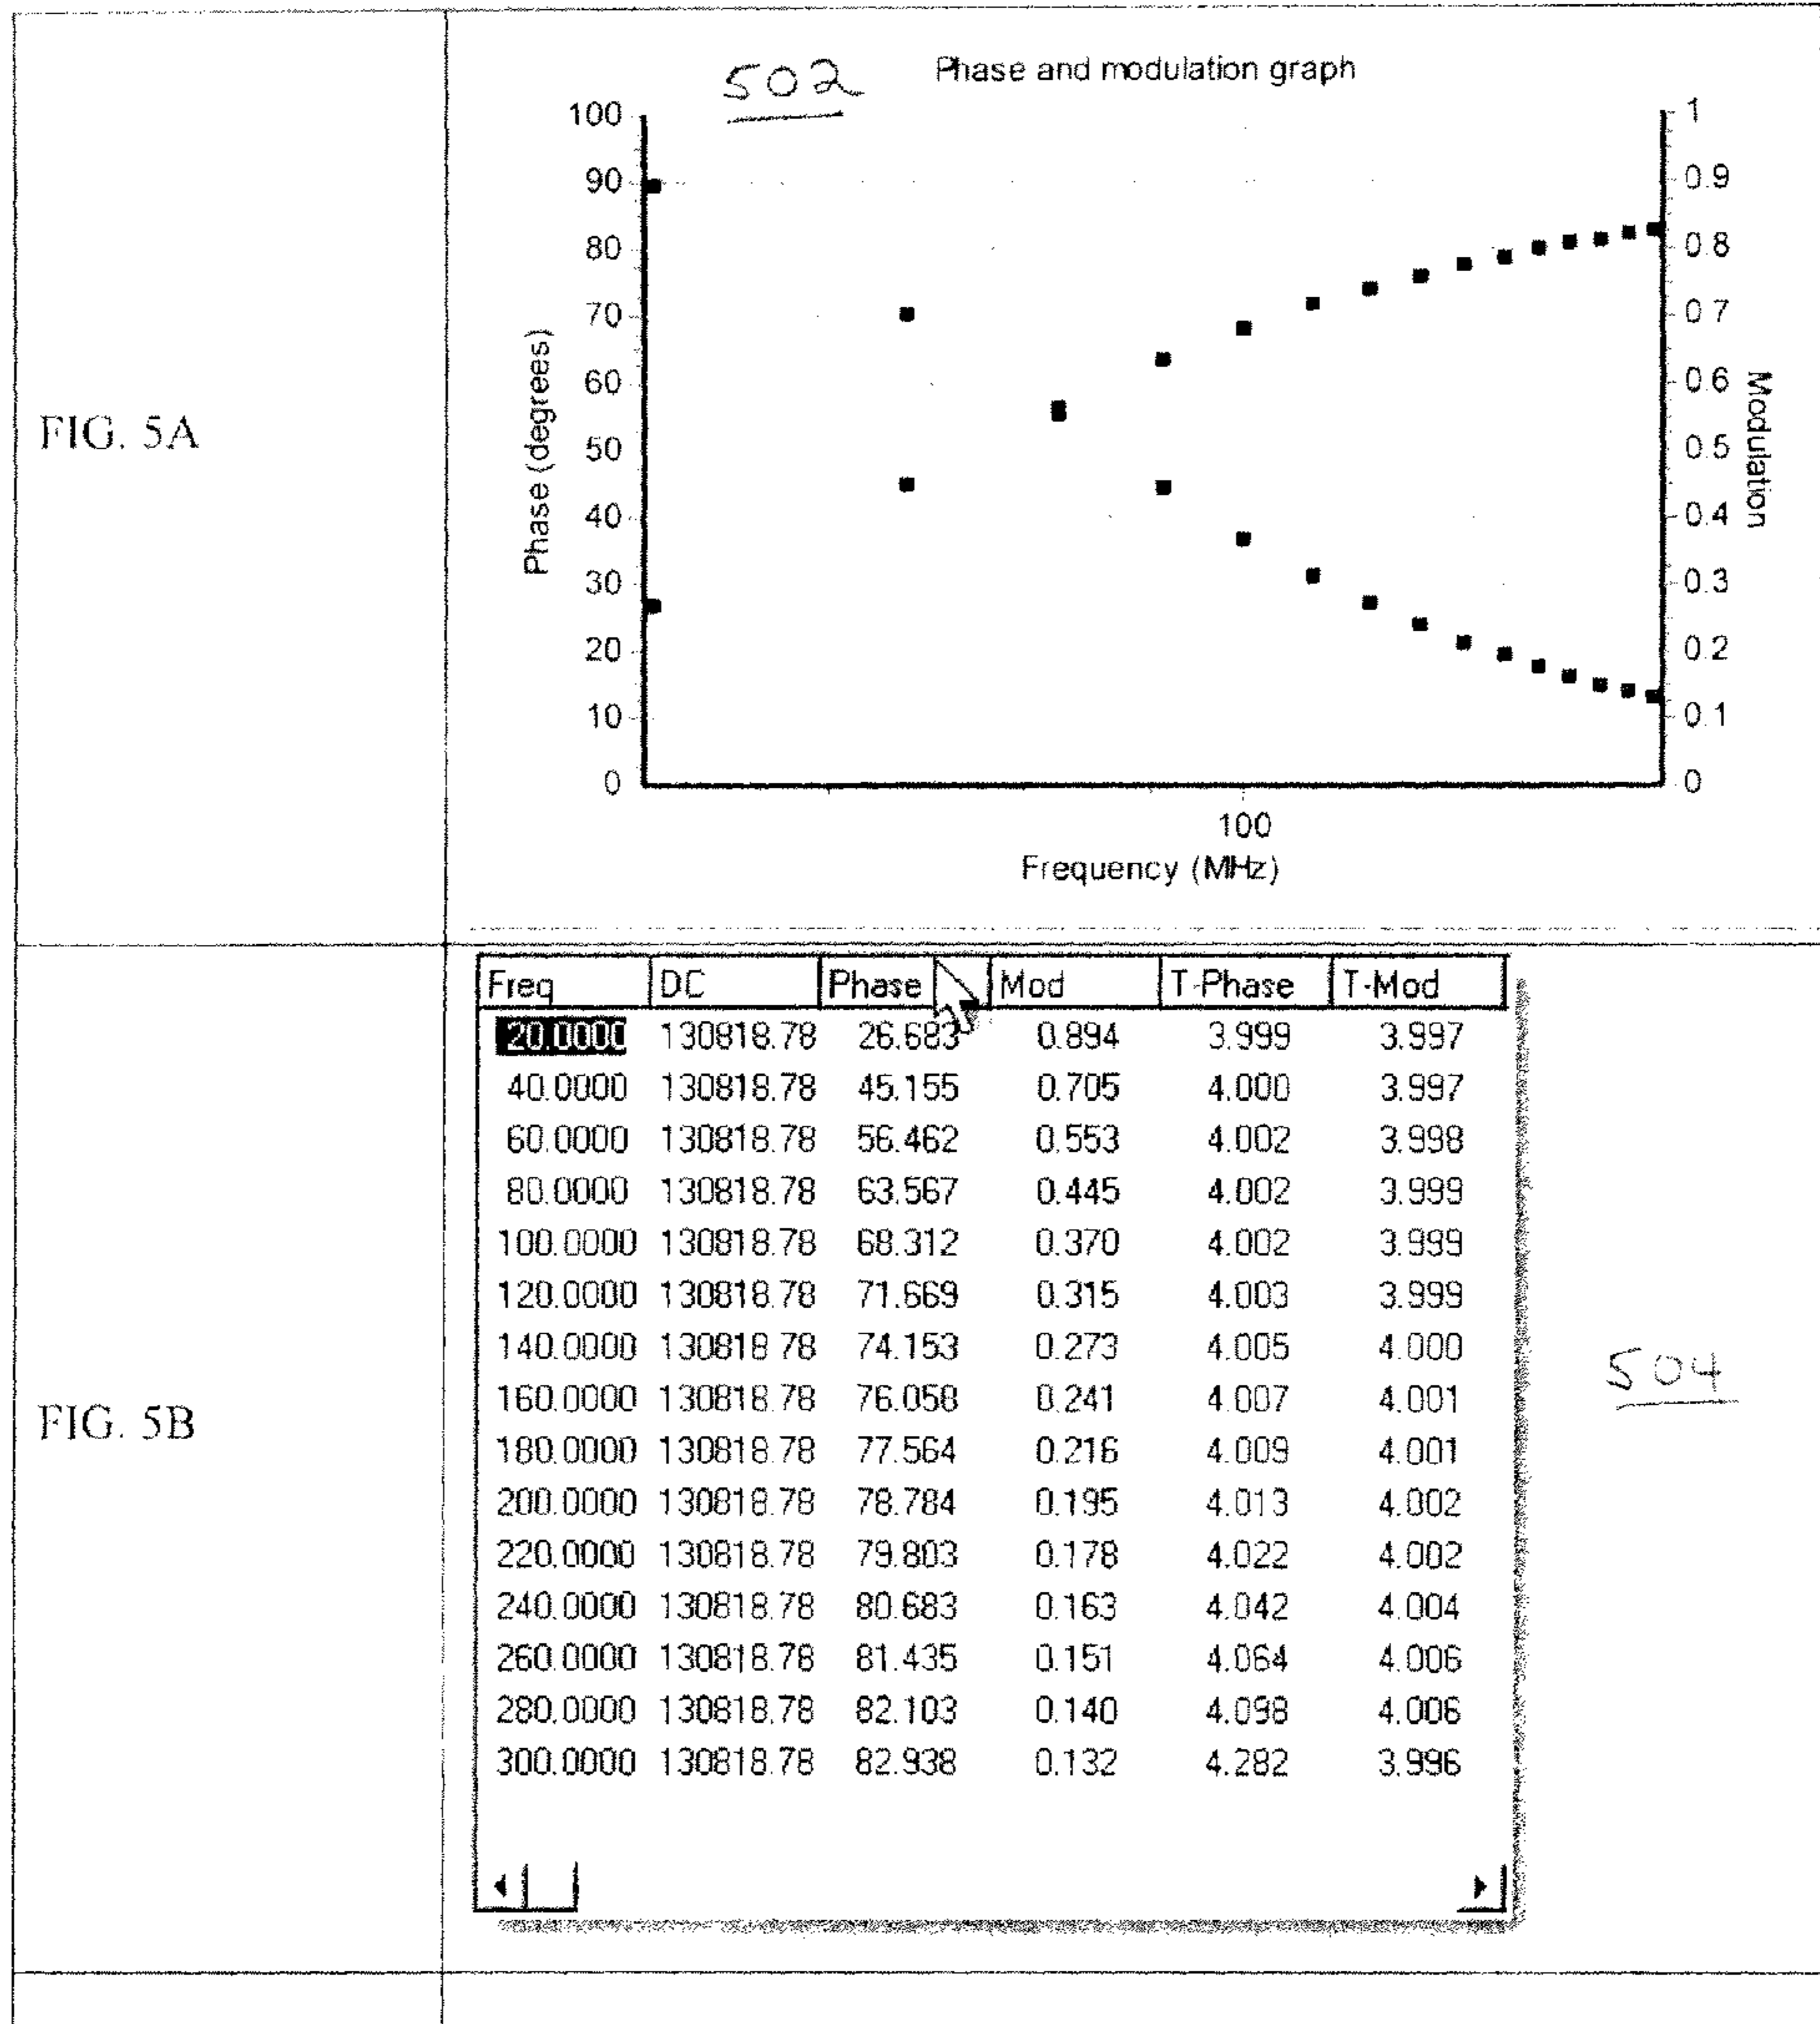 502 Phase and modulation graph
100 1
90 0.9
80 0.8
70 0.7
60 0.6
50 0.5
40 0.4
30 0.3
20 0.2
10 0.1
0 0
Phase (degrees)
Modulation
100
Frequency (MHz)
FIG. 5A
Freq DC Phase Mod T-Phase T-Mod
20.0000 130818.78 26.683 0.894 3.999 3.997
40.0000 130818.78 45.155 0.705 4.000 3.997
60.0000 130818.78 56.462 0.553 4.002 3.998
80.0000 130818.78 63.567 0.445 4.002 3.999
100.0000 130818.78 68.312 0.370 4.002 3.999
120.0000 130818.78 71.669 0.315 4.003 3.999
140.0000 130818.78 74.153 0.273 4.005 4.000
160.0000 130818.78 76.058 0.241 4.007 4.001
180.0000 130818.78 77.564 0.216 4.009 4.001
200.0000 130818.78 78.784 0.195 4.013 4.002
220.0000 130818.78 79.803 0.178 4.022 4.002
240.0000 130818.78 80.683 0.163 4.042 4.004
260.0000 130818.78 81.435 0.151 4.064 4.006
280.0000 130818.78 82.103 0.140 4.098 4.006
300.0000 130818.78 82.938 0.132 4.282 3.996
504
FIG. 5B